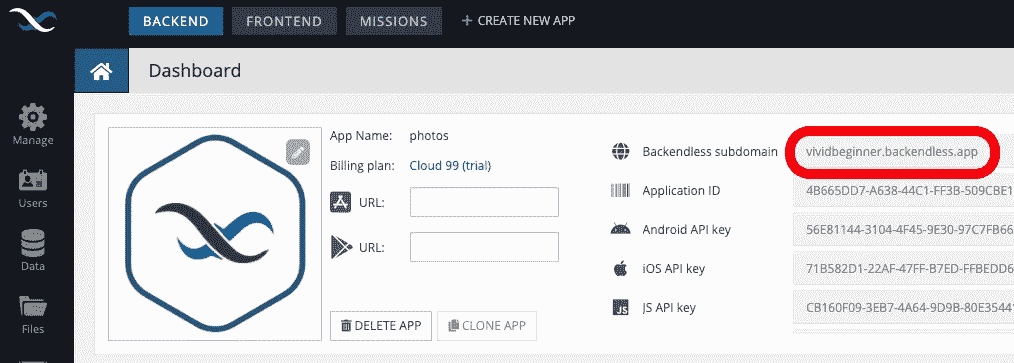 BACKEND FRONTEND MISSIONS + CREATE NEW APP
Dashboard
Manage
Users
Data
Files
App Name: photos
Billing plan: Cloud 99 (trial)
URL:
URL:
DELETE APP CLONE APP
Backendless subdomain vividbeginner.backendless.app
Application ID 4B665DD7-A638-44C1-FF3B-509CBE1
Android API key 56E81144-3104-4F45-9E30-97C7FB66
iOS API key 71B582D1-22AF-47FF-B7ED-FFBEDD6
JS API key CB160F09-3EB7-4A64-9D9B-80E35441